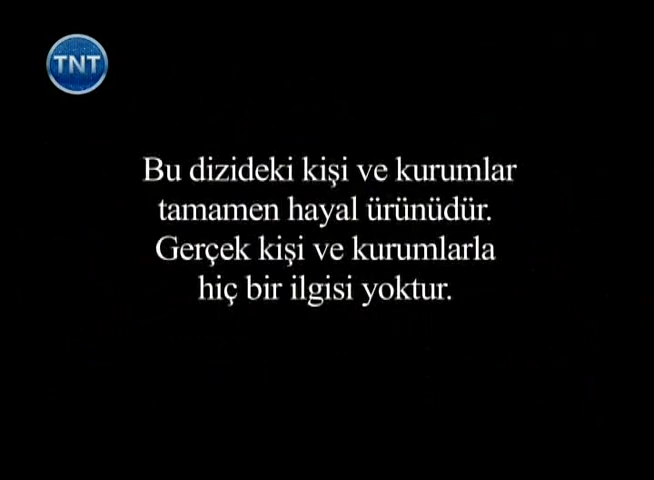 TNT
Bu dizideki kişi ve kurumlar
tamamen hayal ürünüdür.
Gerçek kişi ve kurumlarla
hiç bir ilgisi yoktur.